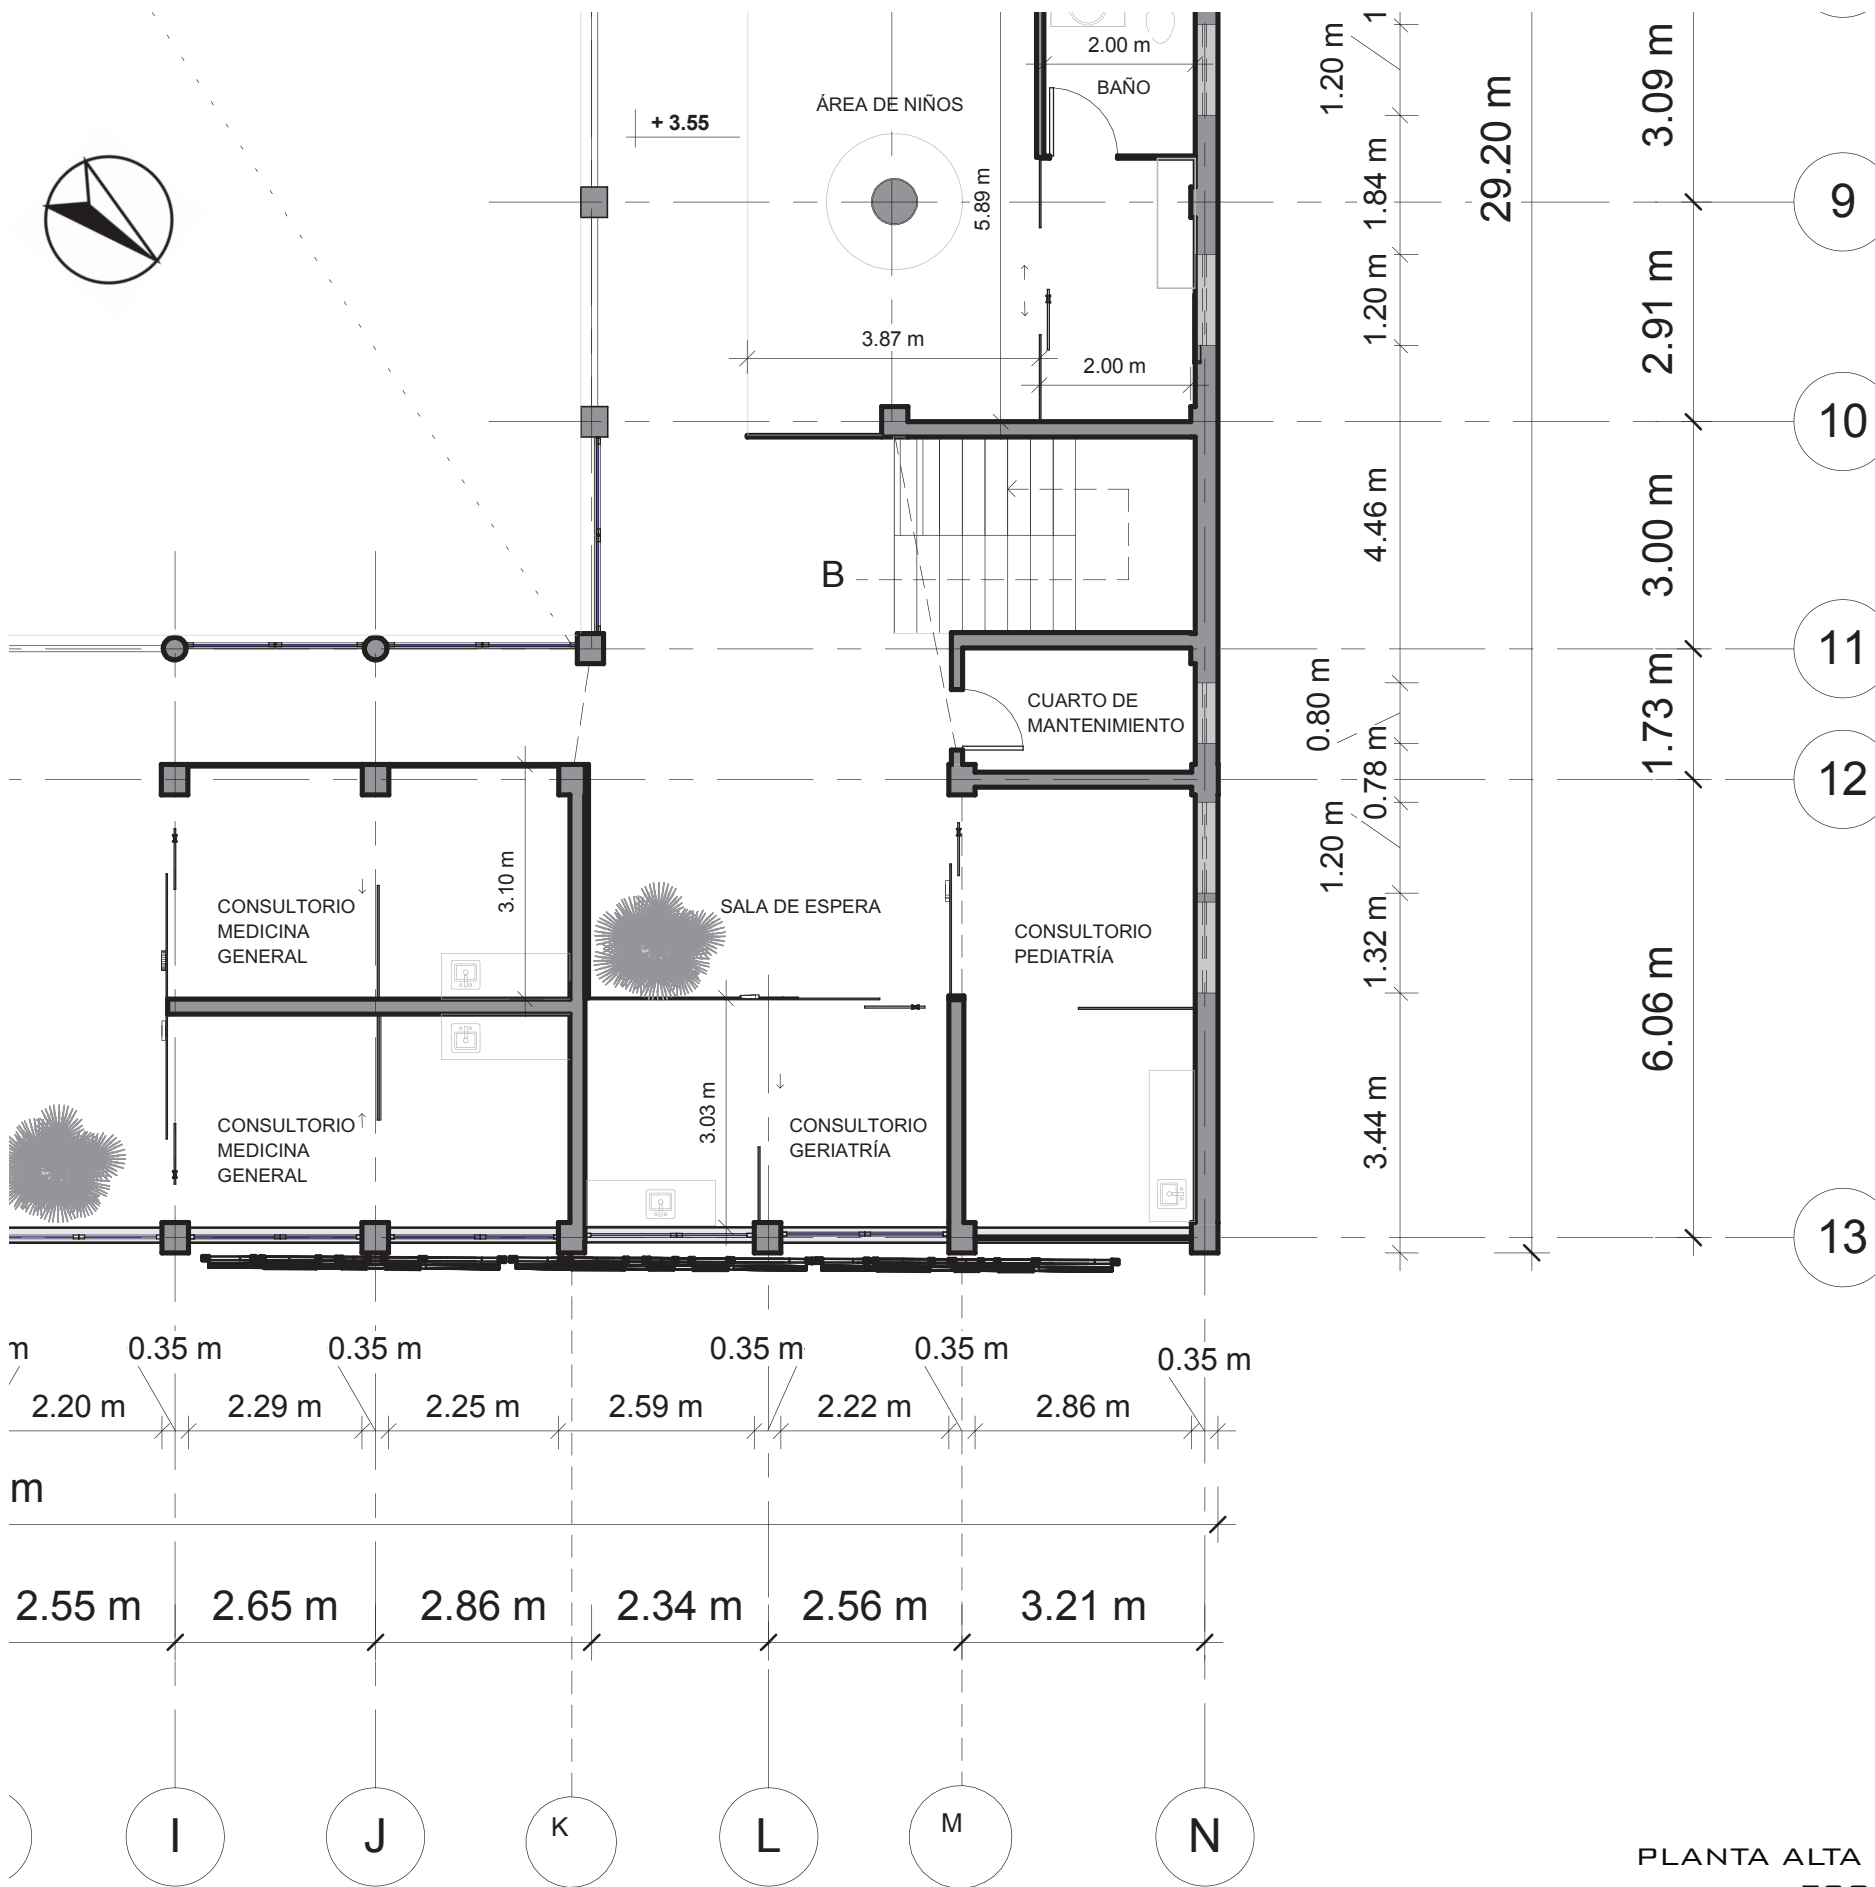 2.00 m
BAÑO
ÁREA DE NIÑOS
+ 3.55
5.89 m
3.87 m
2.00 m
B
CUARTO DE
MANTENIMIENTO
3.10 m
CONSULTORIO
MEDICINA
GENERAL
SALA DE ESPERA
CONSULTORIO
PEDIATRÍA
3.03 m
CONSULTORIO
MEDICINA
GENERAL
CONSULTORIO
GERIATRÍA
1
1.20 m
1.84 m
1.20 m
4.46 m
0.80 m
0.78 m
1.20 m
1.32 m
3.44 m
29.20 m
3.09 m
2.91 m
3.00 m
1.73 m
6.06 m
9
10
11
12
13
m
0.35 m
0.35 m
0.35 m
0.35 m
0.35 m
2.20 m
2.29 m
2.25 m
2.59 m
2.22 m
2.86 m
m
2.55 m
2.65 m
2.86 m
2.34 m
2.56 m
3.21 m
I
J
K
L
M
N
PLANTA ALTA